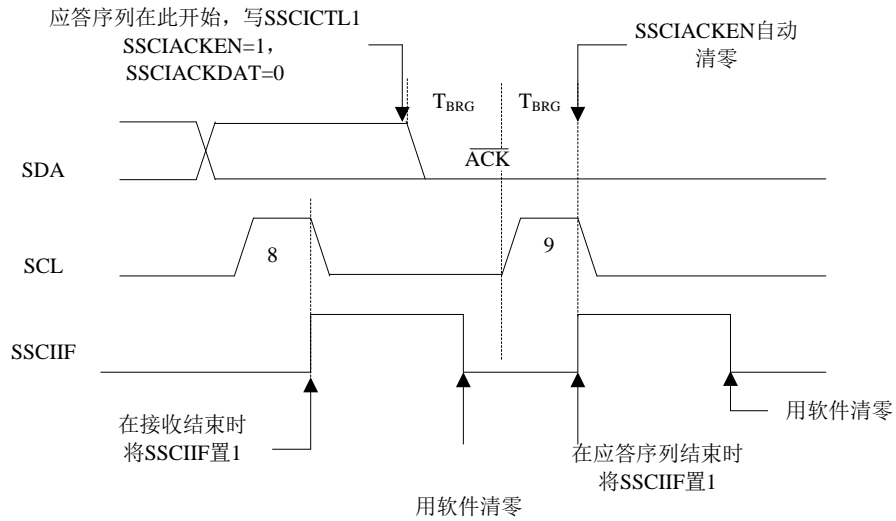 应答序列在此开始，写SSCICTL1
SSCIACKEN=1，
SSCIACKDAT=0
SSCIACKEN自动
清零
TBRG
TBRG
SDA
ACK
SCL
8
9
SSCIIF
在接收结束时
将SSCIIF置1
用软件清零
在应答序列结束时
将SSCIIF置1
用软件清零